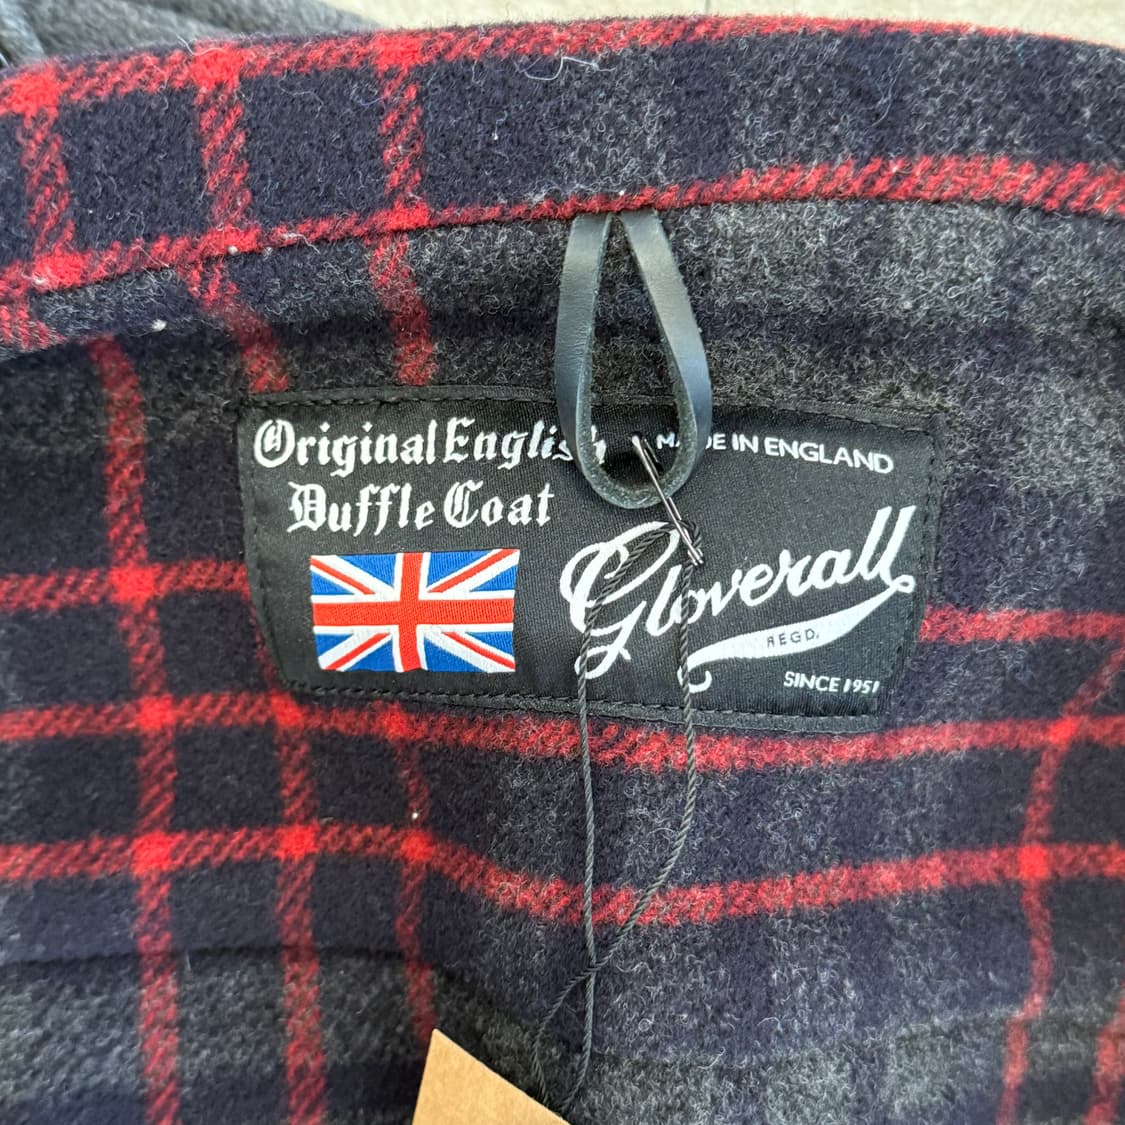 Original English
Duffle Coat
MADE IN ENGLAND
Gloverall
REGD.
SINCE 1951